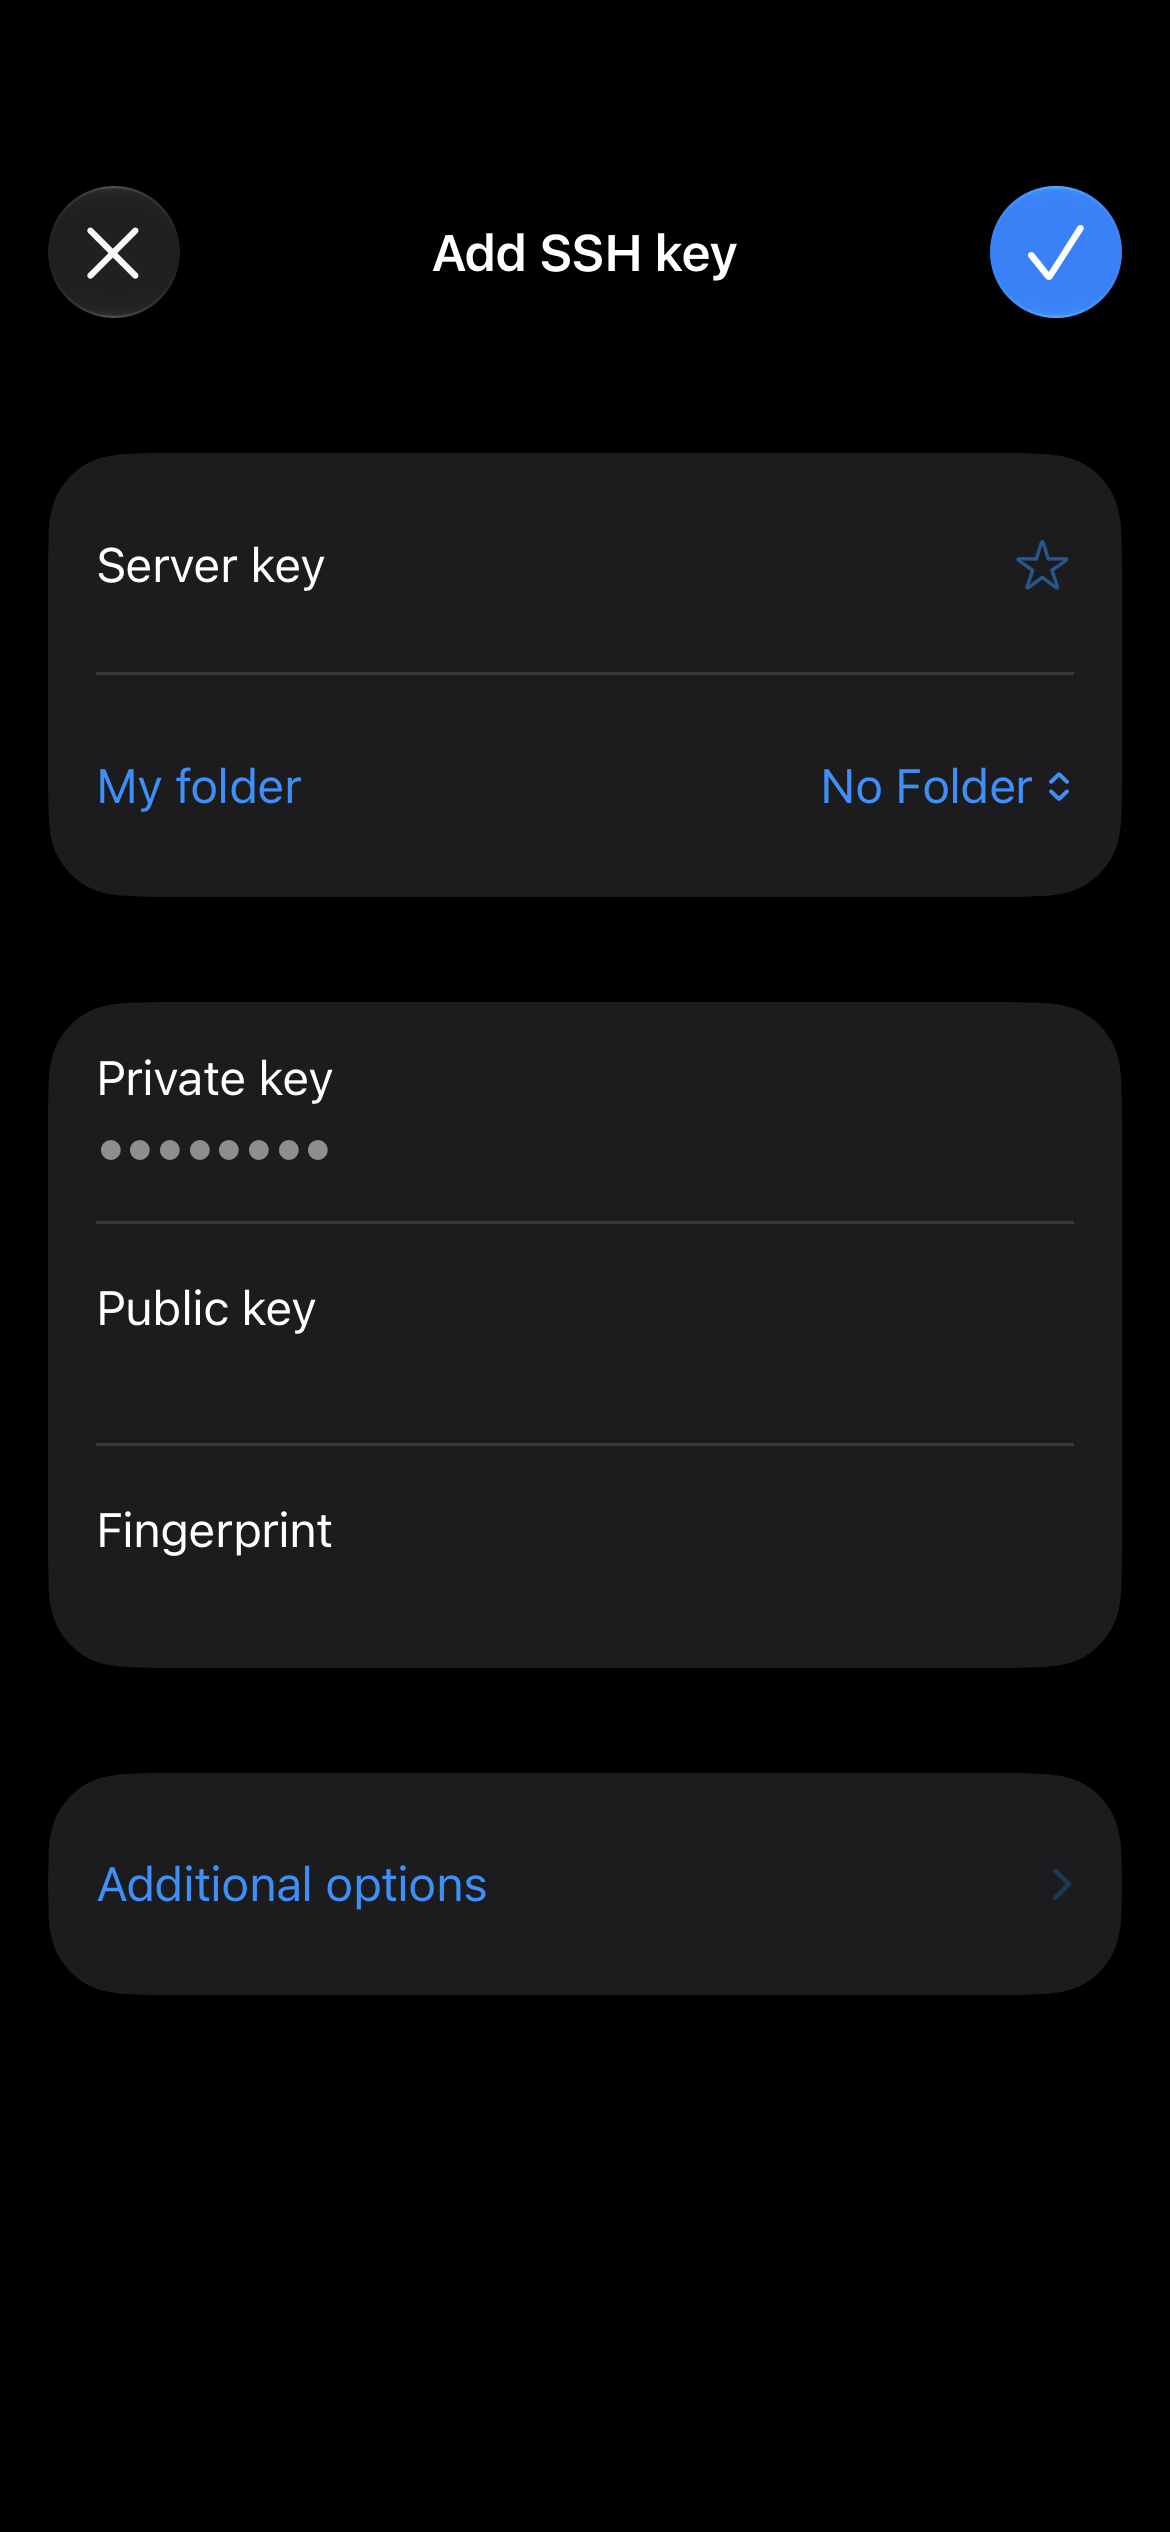 Add SSH key
Server key
My folder
No Folder
Private key
••••••••
Public key
Fingerprint
Additional options